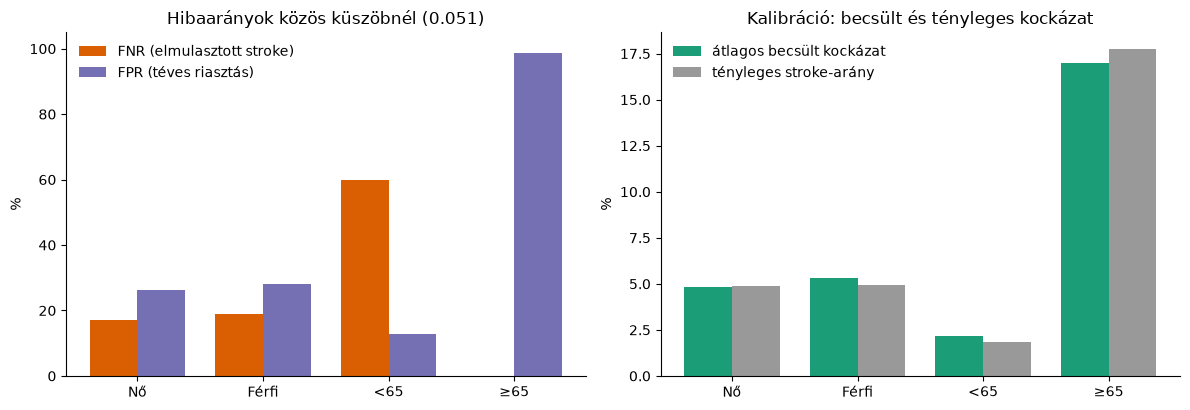 Hibaarányok közös küszöbnél (0.051)
FNR (elmulasztott stroke)
FPR (téves riasztás)
%
100
80
60
40
20
0
Nő
Férfi
<65
≥65
Kalibráció: becsült és tényleges kockázat
átlagos becsült kockázat
tényleges stroke-arány
%
17.5
15.0
12.5
10.0
7.5
5.0
2.5
0.0
Nő
Férfi
<65
≥65